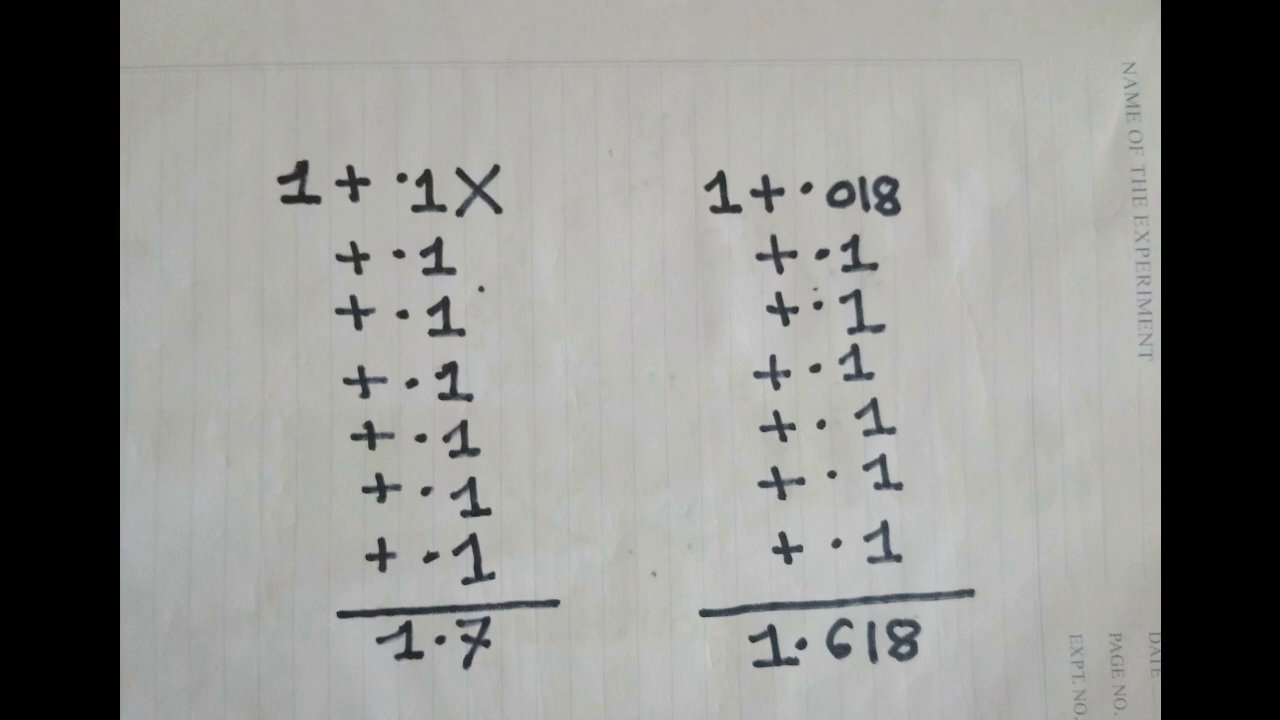 1 + .1X
+ .1
+ .1
+ .1
+ .1
+ .1
+ .1
1.7
1 + .018
+ .1
+ .1
+ .1
+ .1
+ .1
+ .1
1.618
NAME OF THE EXPERIMENT
DATE
PAGE NO.
EXPT. NO.